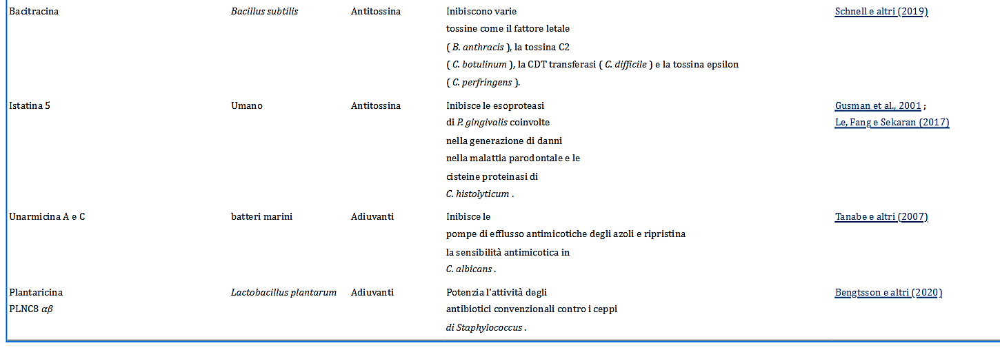 Bacitracina Bacillus subtilis Antitossina Inibiscono varie Schnell e altri (2019)
tossine come il fattore letale
( B. anthracis ), la tossina C2
( C. botulinum ), la CDT transferasi ( C. difficile ) e la tossina epsilon
( C. perfringens ).
Istatina 5 Umano Antitossina Inibisce le esoproteasi Gusman et al., 2001 ;
di P. gingivalis coinvolte Le, Fang e Sekaran (2017)
nella generazione di danni
nella malattia parodontale e le
cisteine proteinasi di
C. histolyticum .
Unarmicina A e C batteri marini Adiuvanti Inibisce le Tanabe e altri (2007)
pompe di efflusso antimicotiche degli azoli e ripristina
la sensibilità antimicotica in
C. albicans .
Plantaricina Lactobacillus plantarum Adiuvanti Potenzia l'attività degli Bengtsson e altri (2020)
PLNC8 αβ antibiotici convenzionali contro i ceppi
di Staphylococcus .